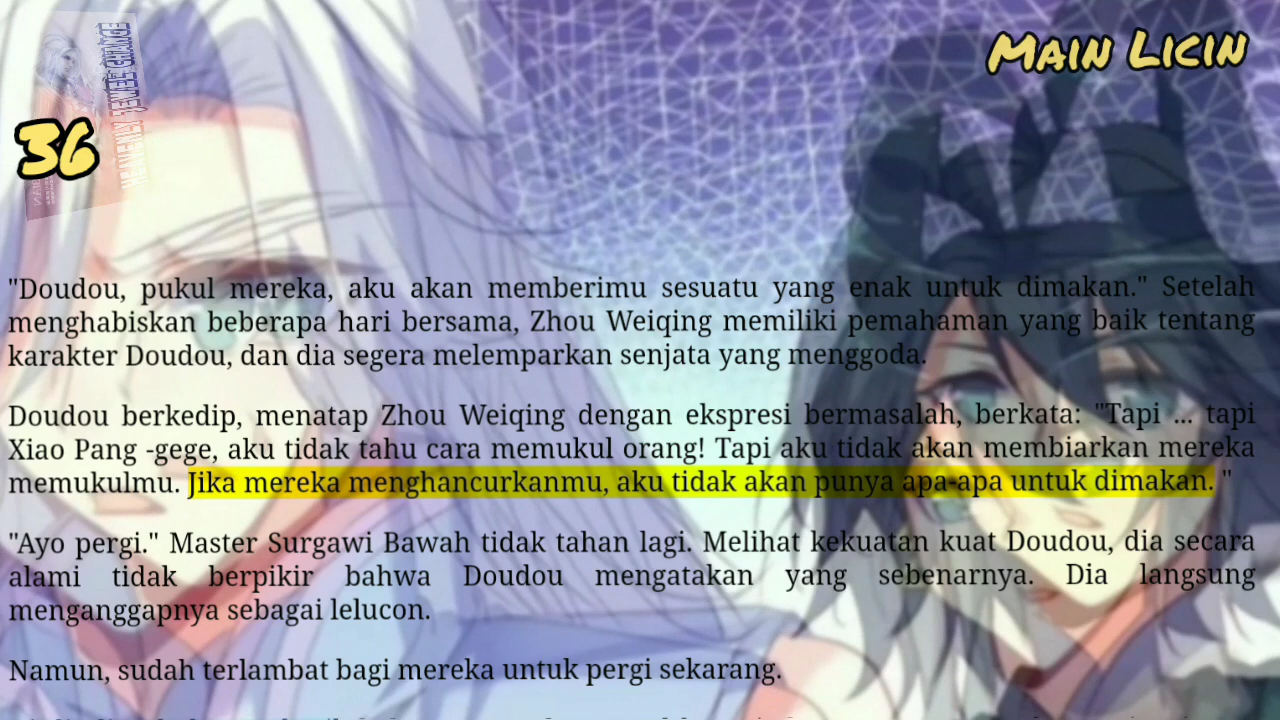 MAIN LICIN
HEAVENLY JEWEL CHANGE
36
"Doudou, pukul mereka, aku akan memberimu sesuatu yang enak untuk dimakan." Setelah
menghabiskan beberapa hari bersama, Zhou Weiqing memiliki pemahaman yang baik tentang
karakter Doudou, dan dia segera melemparkan senjata yang menggoda.
Doudou berkedip, menatap Zhou Weiqing dengan ekspresi bermasalah, berkata: "Tapi ... tapi
Xiao Pang -gege, aku tidak tahu cara memukul orang! Tapi aku tidak akan membiarkan mereka
memukulmu. Jika mereka menghancurkanmu, aku tidak akan punya apa-apa untuk dimakan. "
"Ayo pergi." Master Surgawi Bawah tidak tahan lagi. Melihat kekuatan kuat Doudou, dia secara
alami tidak berpikir bahwa Doudou mengatakan yang sebenarnya. Dia langsung
menganggapnya sebagai lelucon.
Namun, sudah terlambat bagi mereka untuk pergi sekarang.